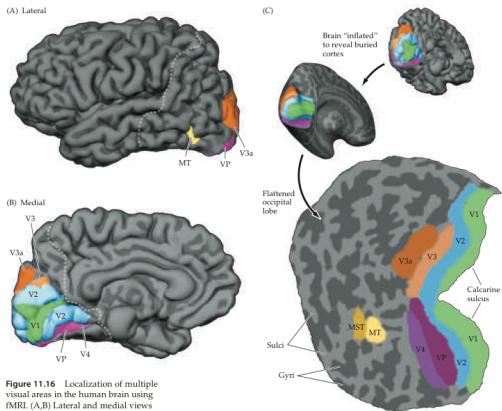 (A) Lateral
MT
VP
V3a
(B) Medial
V3
V3a
V2
V2
V1
VP
V4
Figure 11.16 Localization of multiple
visual areas in the human brain using
fMRI. (A,B) Lateral and medial views
(C)
Brain “inflated”
to reveal buried
cortex
Flattened
occipital
lobe
V1
V2
V3
V3a
Calcarine
sulcus
MST
MT
V4
VP
V2
V1
Sulci
Gyri